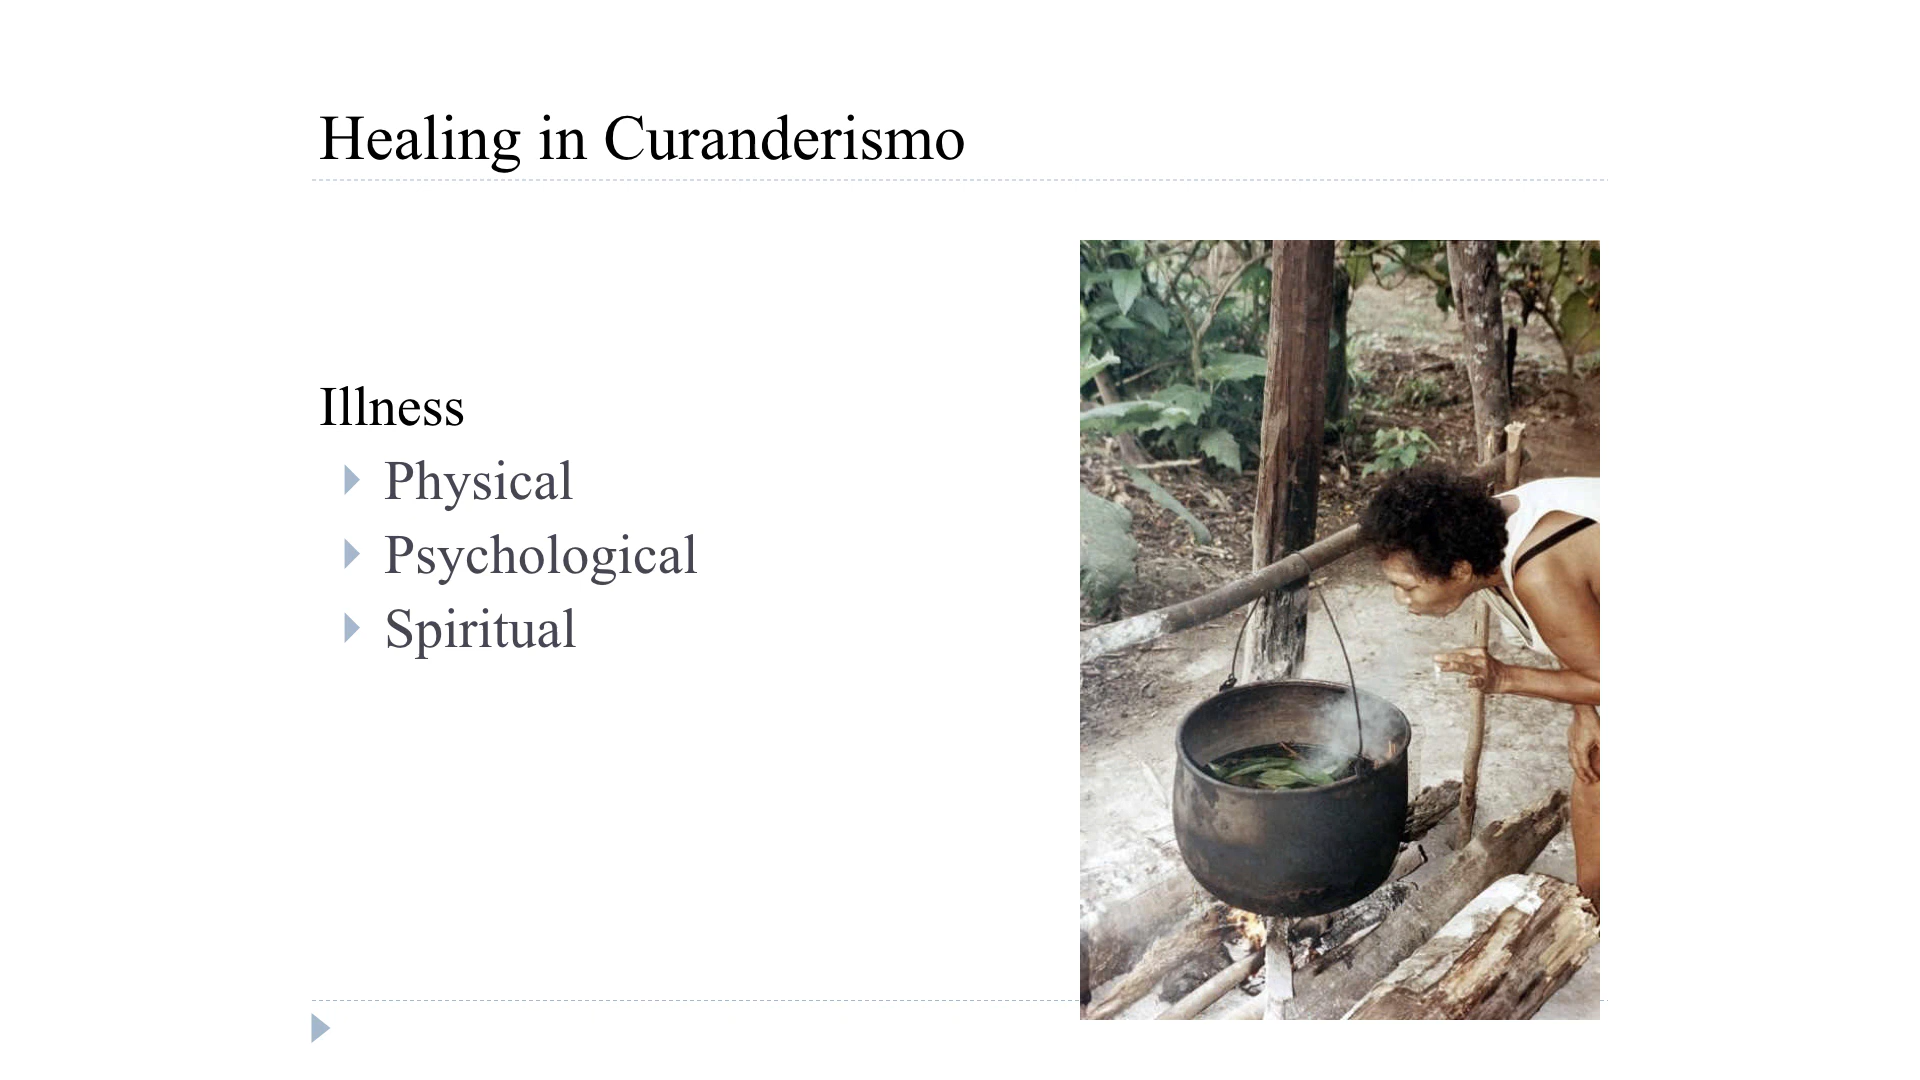 Healing in Curanderismo
Illness
Physical
Psychological
Spiritual